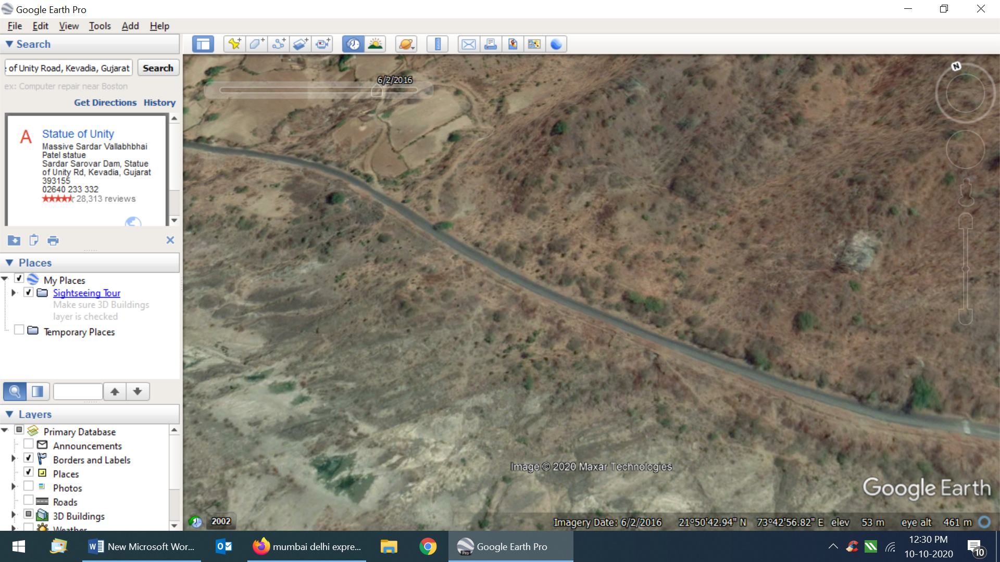 Google Earth Pro
File Edit View Tools Add Help
Search
of Unity Road, Kevadia, Gujarat Search
ex: Computer repair near Boston
Get Directions History
A Statue of Unity
Massive Sardar Vallabhbhai
Patel statue
Sardar Sarovar Dam, Statue
of Unity Rd, Kevadia, Gujarat
393155
02640 233 332
28,313 reviews
Places
My Places
Sightseeing Tour
Make sure 3D Buildings
layer is checked
Temporary Places
Layers
Primary Database
Announcements
Borders and Labels
Places
Photos
Roads
3D Buildings
Weather
6/2/2016
N
Image © 2020 Maxar Technologies
Google Earth
2002
Imagery Date: 6/2/2016 21°50'42.94" N 73°42'56.82" E elev 53 m eye alt 461 m
New Microsoft Wor...
mumbai delhi expre...
Pro
Google Earth Pro
12:30 PM
10-10-2020
10